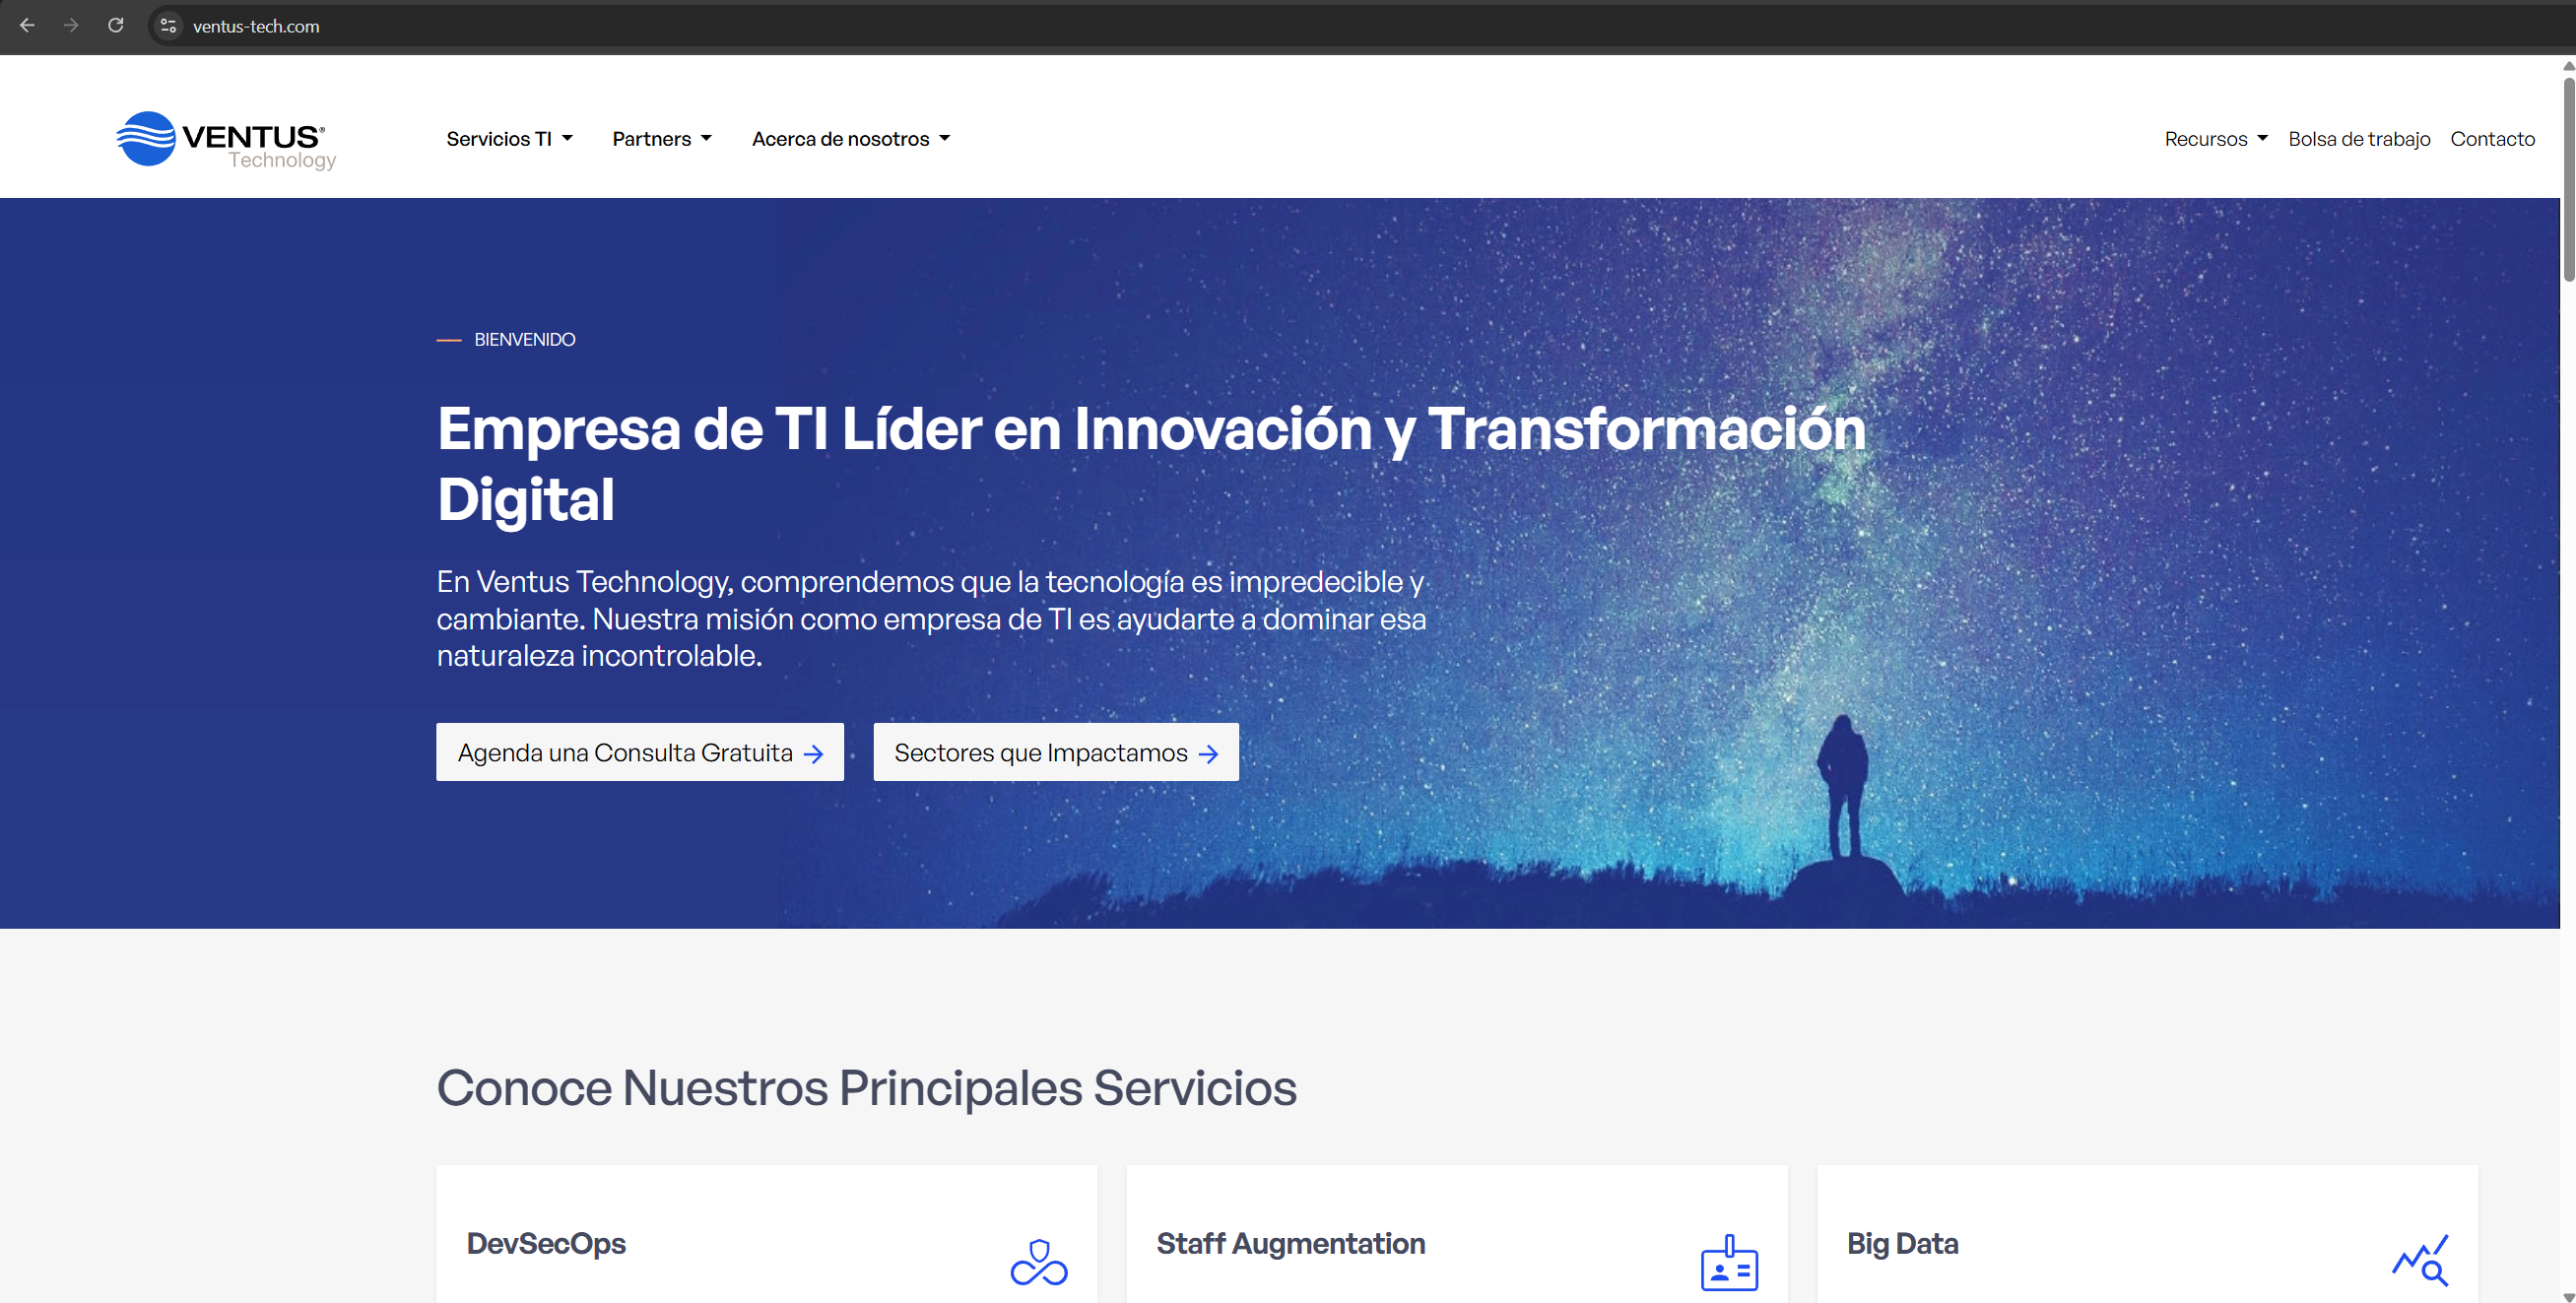 ventus-tech.com
VENTUS®
Technology
Servicios TI
Partners
Acerca de nosotros
Recursos
Bolsa de trabajo
Contacto
BIENVENIDO
Empresa de TI Líder en Innovación y Transformación
Digital
En Ventus Technology, comprendemos que la tecnología es impredecible y
cambiante. Nuestra misión como empresa de TI es ayudarte a dominar esa
naturaleza incontrolable.
Agenda una Consulta Gratuita
Sectores que Impactamos
Conoce Nuestros Principales Servicios
DevSecOps
Staff Augmentation
Big Data